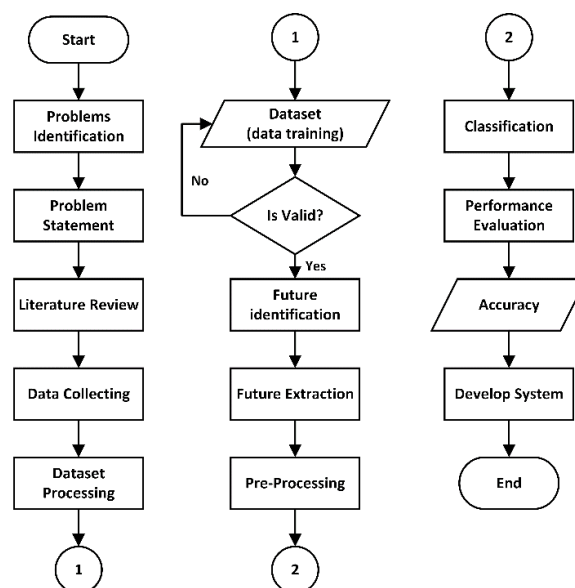 Start
Problems
Identification
Problem
Statement
Literature Review
Data Collecting
Dataset
Processing
1
1
Dataset
(data training)
No
Is Valid?
Yes
Future
identification
Future Extraction
Pre-Processing
2
2
Classification
Performance
Evaluation
Accuracy
Develop System
End